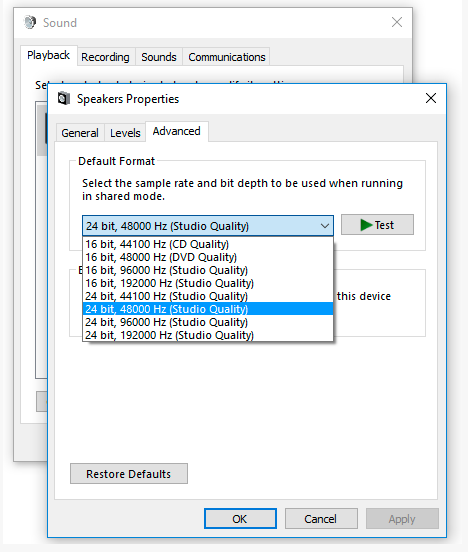 Sound
Playback
Recording
Sounds
Communications
Speakers Properties
General
Levels
Advanced
Default Format
Select the sample rate and bit depth to be used when running
in shared mode.
24 bit, 48000 Hz (Studio Quality)
Test
16 bit, 44100 Hz (CD Quality)
16 bit, 48000 Hz (DVD Quality)
16 bit, 96000 Hz (Studio Quality)
16 bit, 192000 Hz (Studio Quality)
24 bit, 44100 Hz (Studio Quality)
this device
24 bit, 48000 Hz (Studio Quality)
24 bit, 96000 Hz (Studio Quality)
24 bit, 192000 Hz (Studio Quality)
Restore Defaults
OK
Cancel
Apply